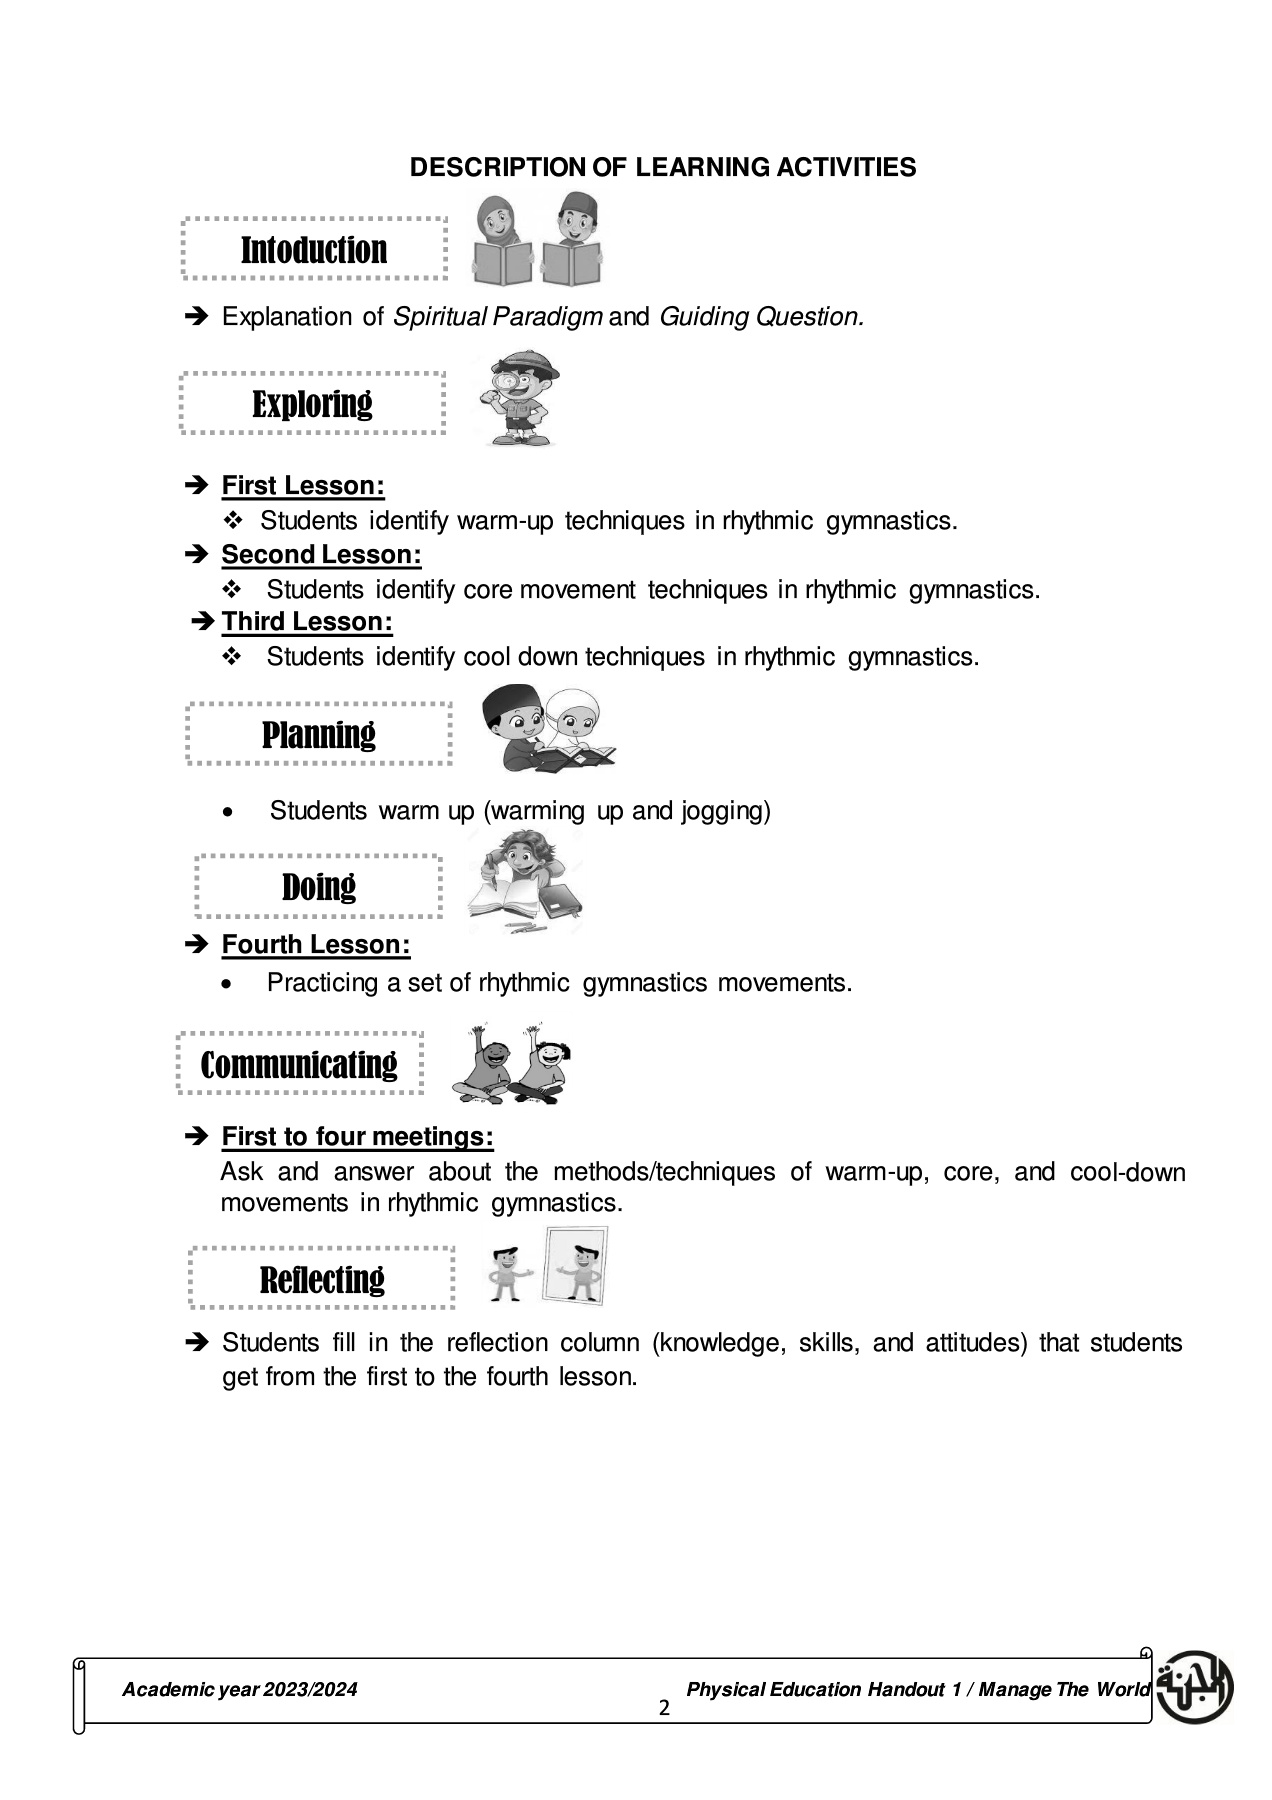 DESCRIPTION OF LEARNING ACTIVITIES
Intoduction
➔ Explanation of Spiritual Paradigm and Guiding Question.
Exploring
➔ First Lesson:
❖ Students identify warm-up techniques in rhythmic gymnastics.
➔ Second Lesson:
❖ Students identify core movement techniques in rhythmic gymnastics.
➔ Third Lesson:
❖ Students identify cool down techniques in rhythmic gymnastics.
Planning
• Students warm up (warming up and jogging)
Doing
➔ Fourth Lesson:
• Practicing a set of rhythmic gymnastics movements.
Communicating
➔ First to four meetings:
Ask and answer about the methods/techniques of warm-up, core, and cool-down
movements in rhythmic gymnastics.
Reflecting
➔ Students fill in the reflection column (knowledge, skills, and attitudes) that students
get from the first to the fourth lesson.
Academic year 2023/2024 Physical Education Handout 1 / Manage The World
2